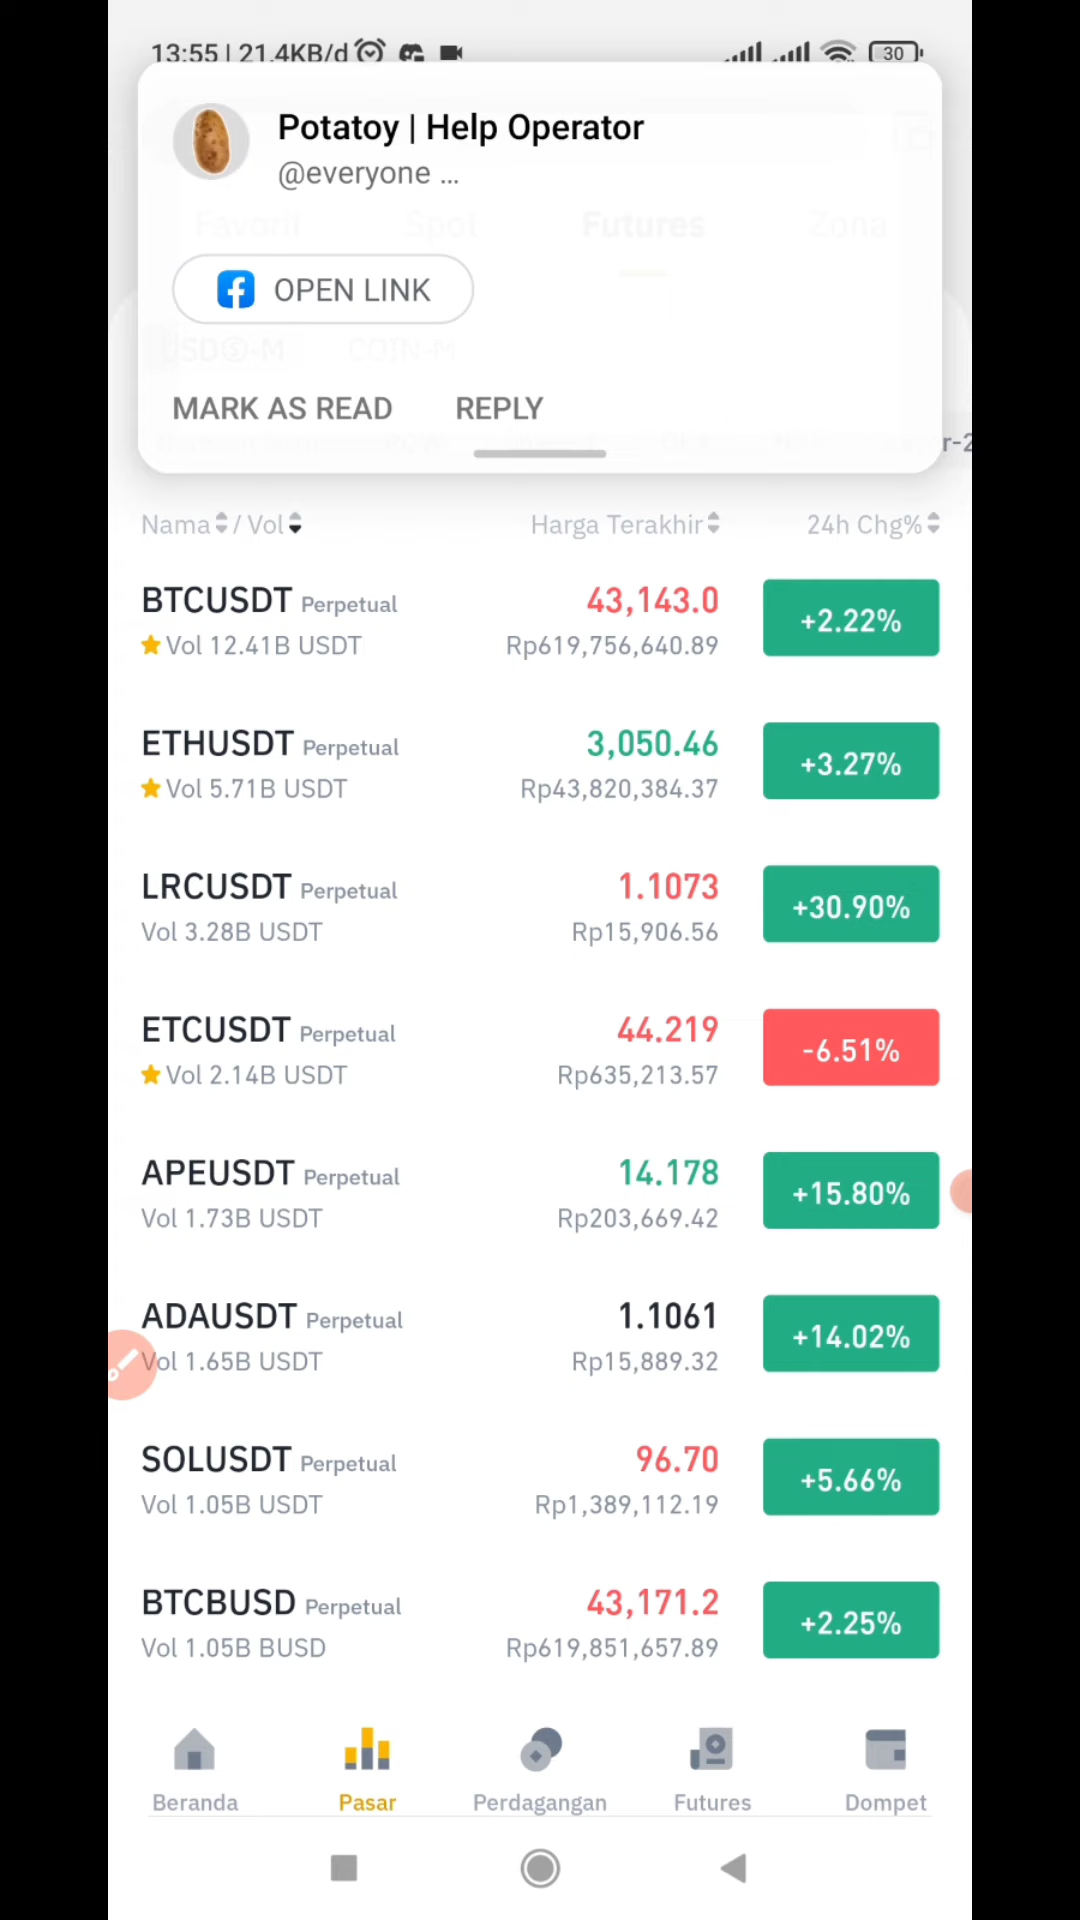 13:55 | 21.4KB/d 30
Potatoy | Help Operator
@everyone ...
Favorit Spot Futures Zona
OPEN LINK
USDⓈ-M COIN-M
MARK AS READ REPLY
r-2
Nama / Vol Harga Terakhir 24h Chg%
BTCUSDT Perpetual 43,143.0 +2.22%
Vol 12.41B USDT Rp619,756,640.89
ETHUSDT Perpetual 3,050.46 +3.27%
Vol 5.71B USDT Rp43,820,384.37
LRCUSDT Perpetual 1.1073 +30.90%
Vol 3.28B USDT Rp15,906.56
ETCUSDT Perpetual 44.219 -6.51%
Vol 2.14B USDT Rp635,213.57
APEUSDT Perpetual 14.178 +15.80%
Vol 1.73B USDT Rp203,669.42
ADAUSDT Perpetual 1.1061 +14.02%
Vol 1.65B USDT Rp15,889.32
SOLUSDT Perpetual 96.70 +5.66%
Vol 1.05B USDT Rp1,389,112.19
BTCBUSD Perpetual 43,171.2 +2.25%
Vol 1.05B BUSD Rp619,851,657.89
Beranda Pasar Perdagangan Futures Dompet